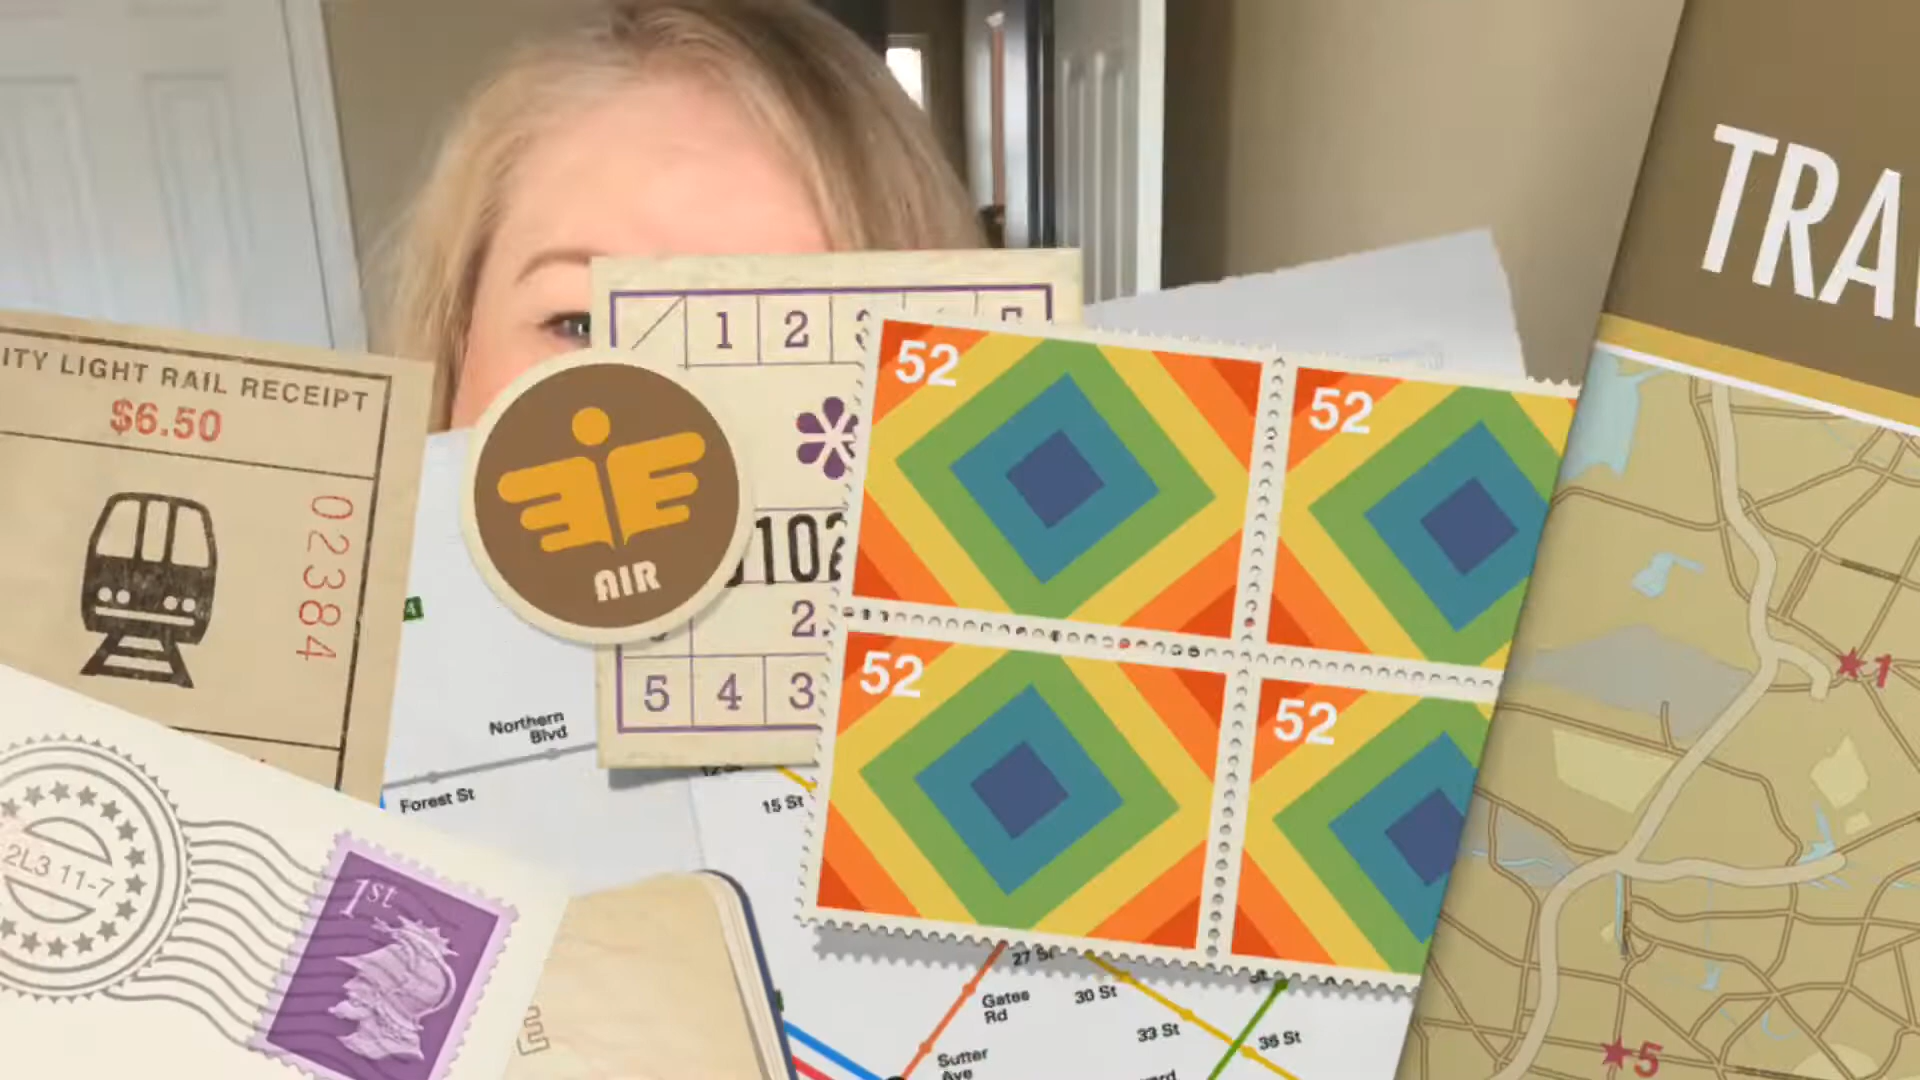 TRA
1 2
ITY LIGHT RAIL RECEIPT
$6.50
02384
AIR
102
2.
5 4 3
52
52
52
52
4
Northern
Blvd
Forest St
15 St
2L3 11-7
1st
27 St
Gates
Rd
30 St
33 St
36 St
Sutter
Ave
1
5